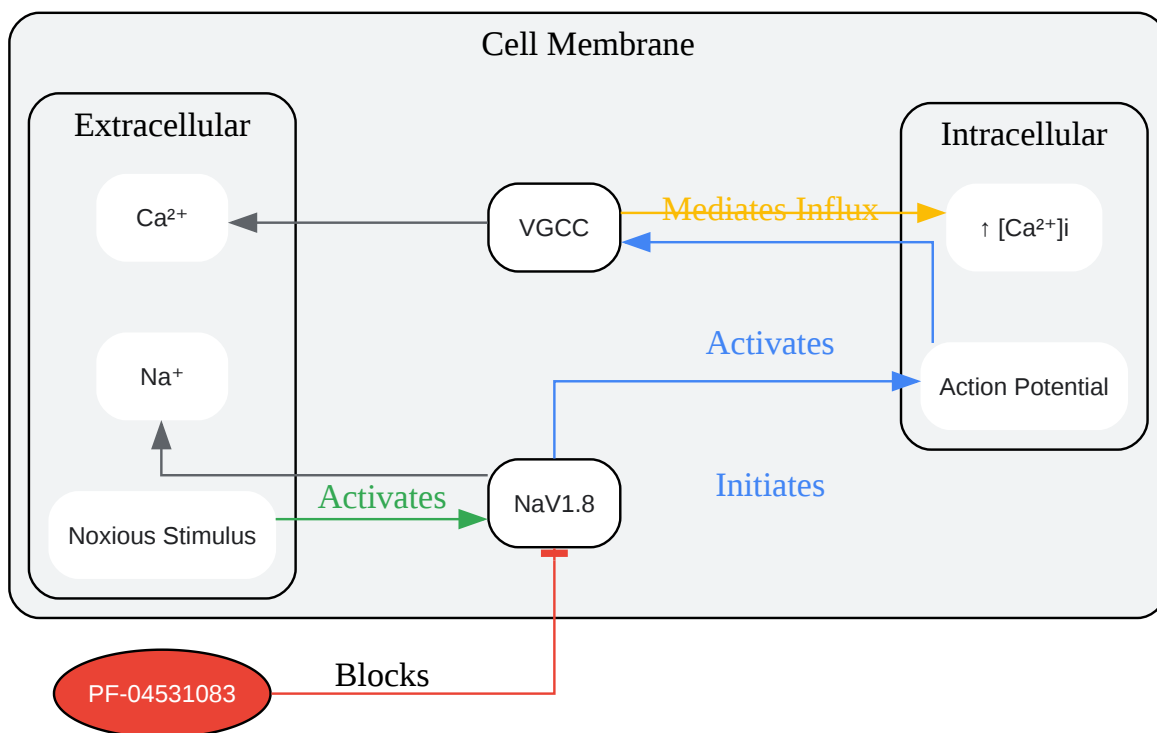 Cell Membrane
Extracellular
Intracellular
Ca²⁺
VGCC
Mediates Influx
↑ [Ca²⁺]i
Na⁺
Activates
Action Potential
Activates
NaV1.8
Initiates
Noxious Stimulus
Blocks
PF-04531083